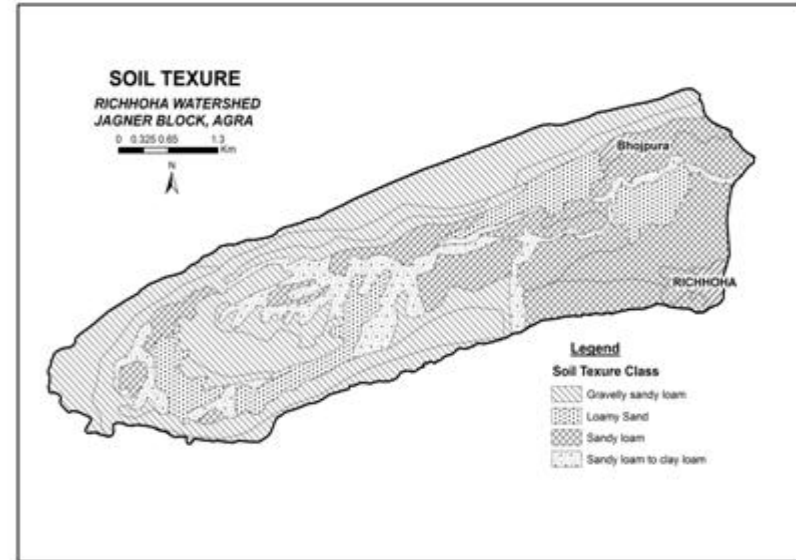 SOIL TEXURE
RICHHOHA WATERSHED
JAGNER BLOCK, AGRA
0 0.325 0.65 1.3
Km
N
Bhojpura
RICHHOHA
Legend
Soil Texure Class
Gravelly sandy loam
Loamy Sand
Sandy loam
Sandy loam to clay loam